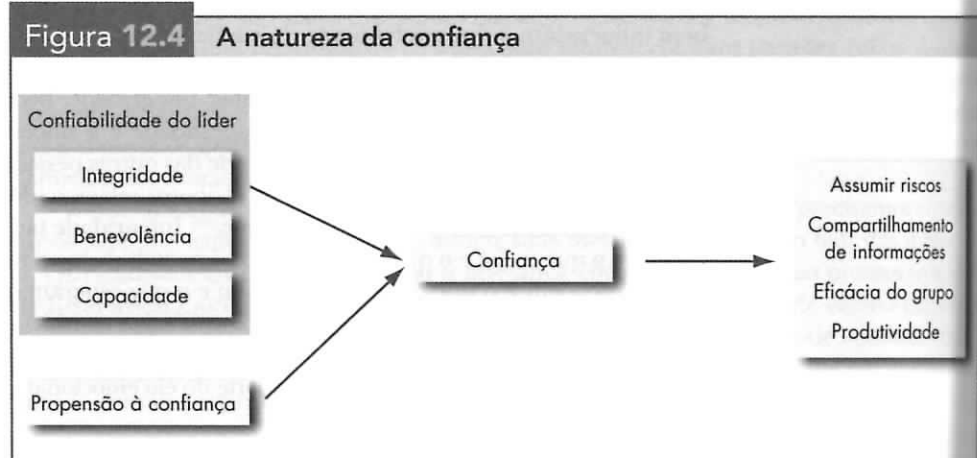 Figura 12.4 A natureza da confiança
Confiabilidade do líder
Integridade
Benevolência
Capacidade
Propensão à confiança
Confiança
Assumir riscos
Compartilhamento
de informações
Eficácia do grupo
Produtividade